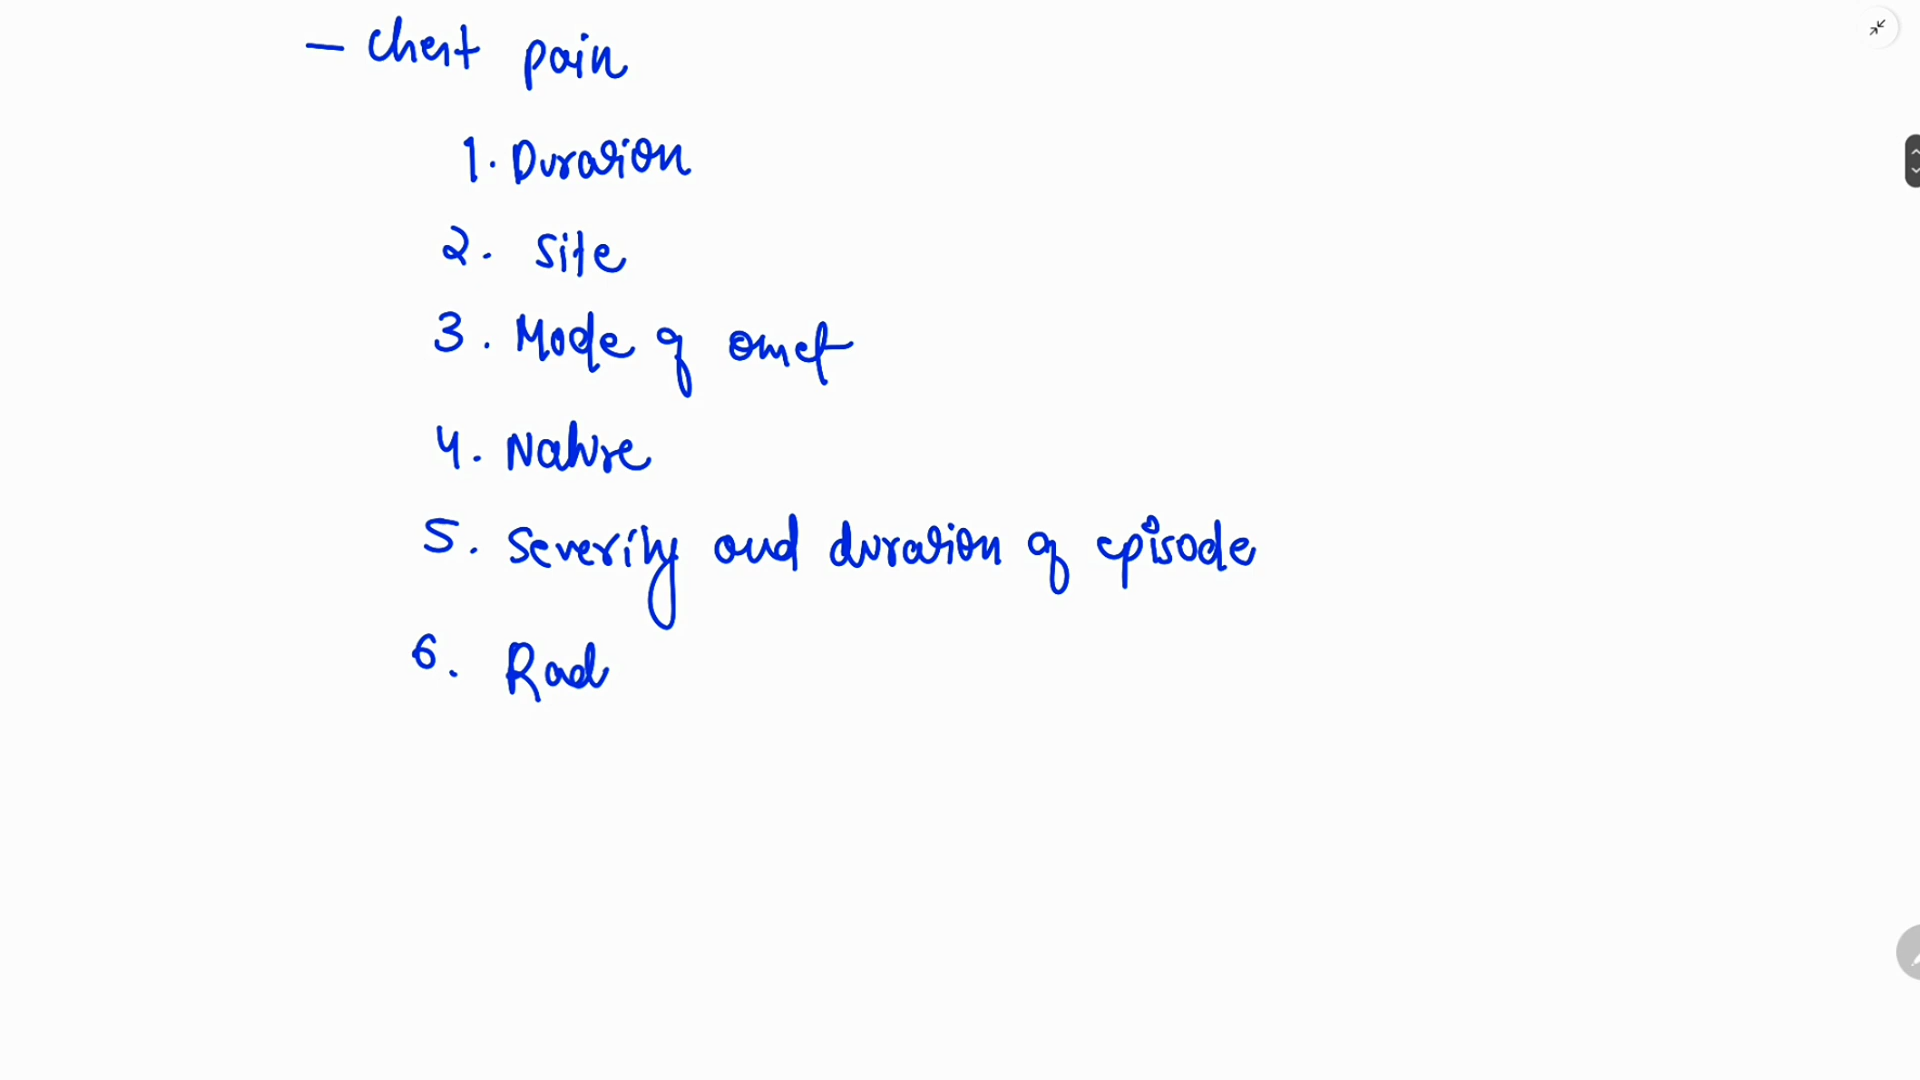 - Chest pain
1. Duration
2. Site
3. Mode of onset
4. Nature
5. Severity and duration of episode
6. Rad